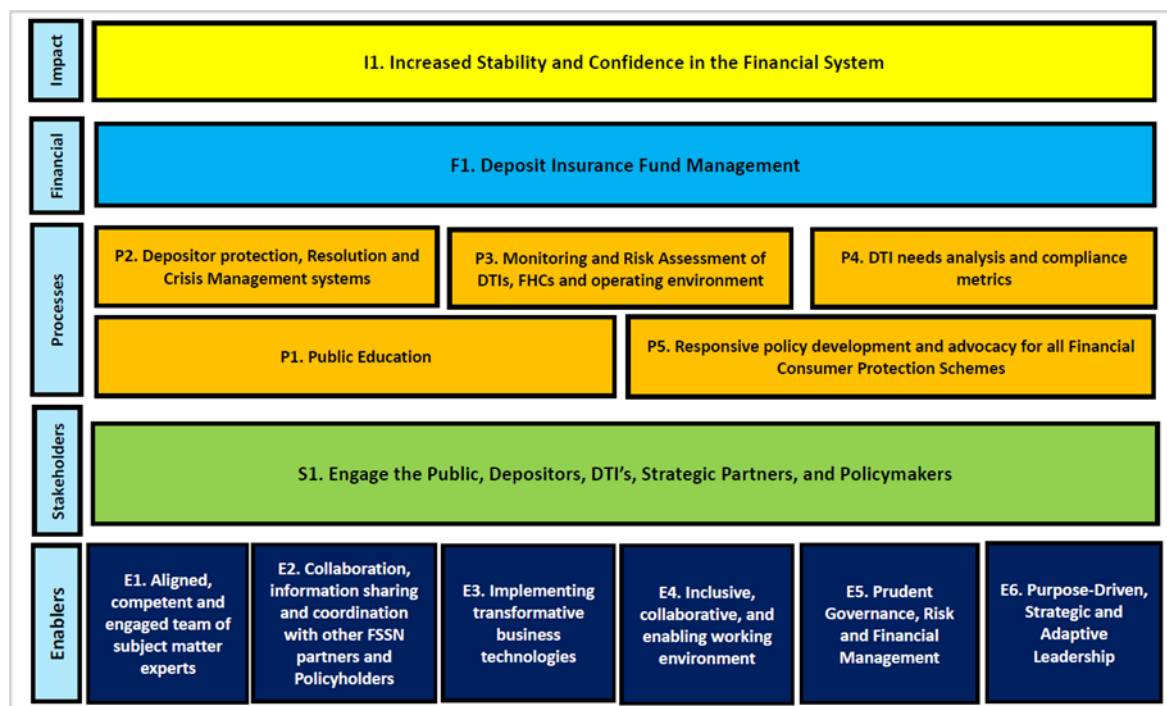 Impact
I1. Increased Stability and Confidence in the Financial System
Financial
F1. Deposit Insurance Fund Management
Processes
P2. Depositor protection, Resolution and
Crisis Management systems
P3. Monitoring and Risk Assessment of
DTIs, FHCs and operating environment
P4. DTI needs analysis and compliance
metrics
P1. Public Education
P5. Responsive policy development and advocacy for all Financial
Consumer Protection Schemes
Stakeholders
S1. Engage the Public, Depositors, DTI's, Strategic Partners, and Policymakers
Enablers
E1. Aligned,
competent and
engaged team of
subject matter
experts
E2. Collaboration,
information sharing
and coordination
with other FSSN
partners and
Policyholders
E3. Implementing
transformative
business
technologies
E4. Inclusive,
collaborative, and
enabling working
environment
E5. Prudent
Governance, Risk
and Financial
Management
E6. Purpose-Driven,
Strategic and
Adaptive
Leadership